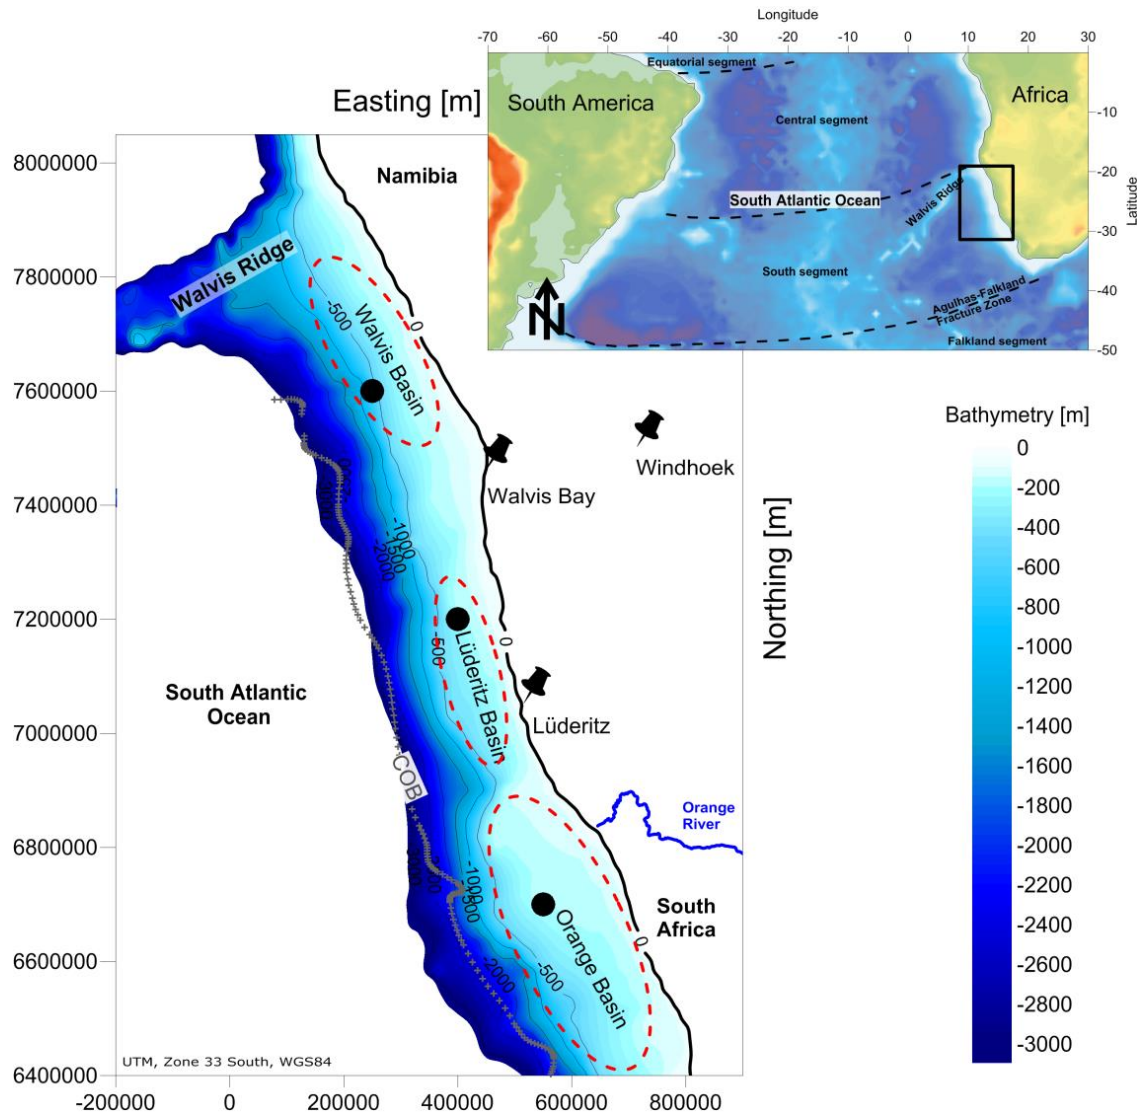 Longitude
-70
-60
-50
-40
-30
-20
-10
0
10
20
30
Equatorial segment
South America
Africa
Central segment
-10
-20
-30
-40
-50
Latitude
South Atlantic Ocean
Walvis Ridge
South segment
Agulhas-Falkland
Fracture Zone
Falkland segment
N
Easting [m]
Northing [m]
8000000
7800000
7600000
7400000
7200000
7000000
6800000
6600000
6400000
-200000
0
200000
400000
600000
800000
Namibia
Walvis Ridge
-500
Walvis Basin
0
Walvis Bay
Windhoek
-1000
-1500
-2000
-500
0
Lüderitz Basin
Lüderitz
South Atlantic
Ocean
COB
Orange
River
-1000
-1500
South
Africa
0
Orange Basin
-500
-2000
UTM, Zone 33 South, WGS84
Bathymetry [m]
0
-200
-400
-600
-800
-1000
-1200
-1400
-1600
-1800
-2000
-2200
-2400
-2600
-2800
-3000